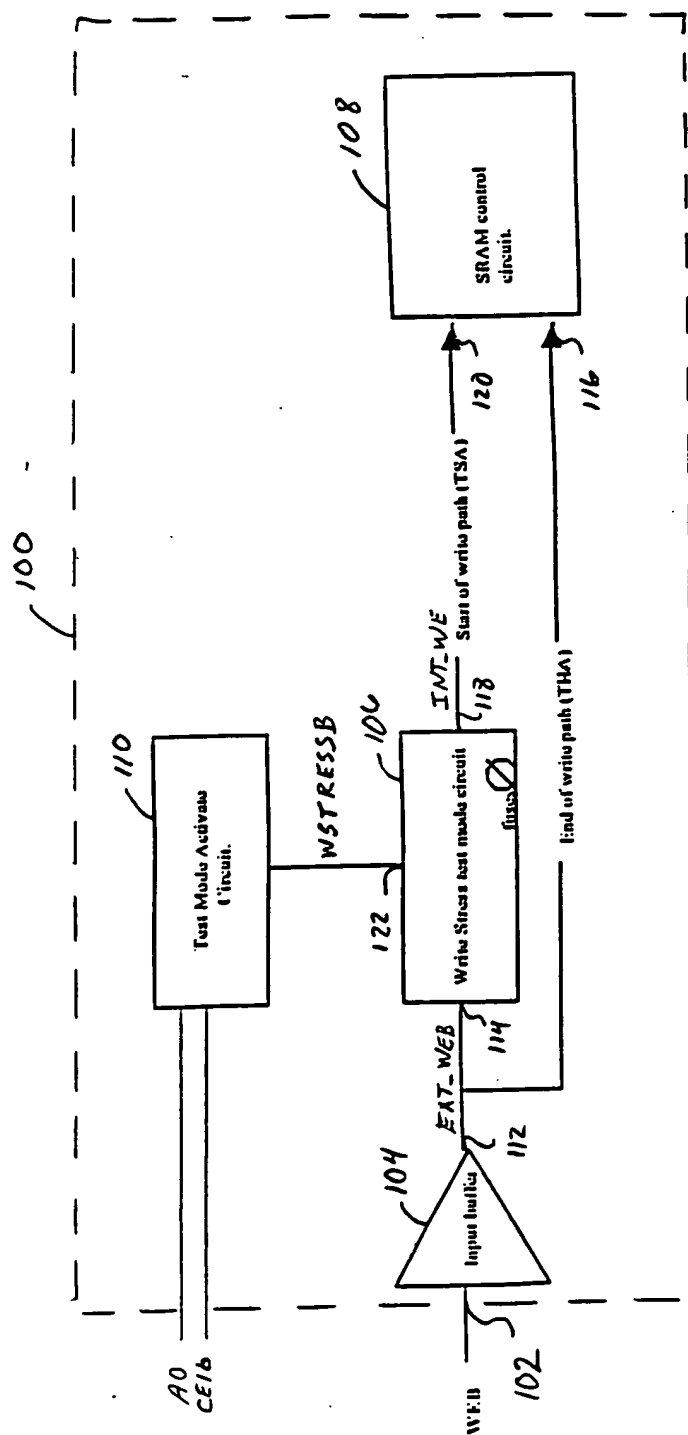 100
A0
CE1b
110
Test Mode Activate
Circuit.
WSTRESSB
WEB
102
104
Input buffer
112
EXT_WEB
114
122
106
Write Stress test mode circuit
fuses
118
INT_WE
Start of write path (TSA)
120
End of write path (THA)
116
108
SRAM control
circuit.